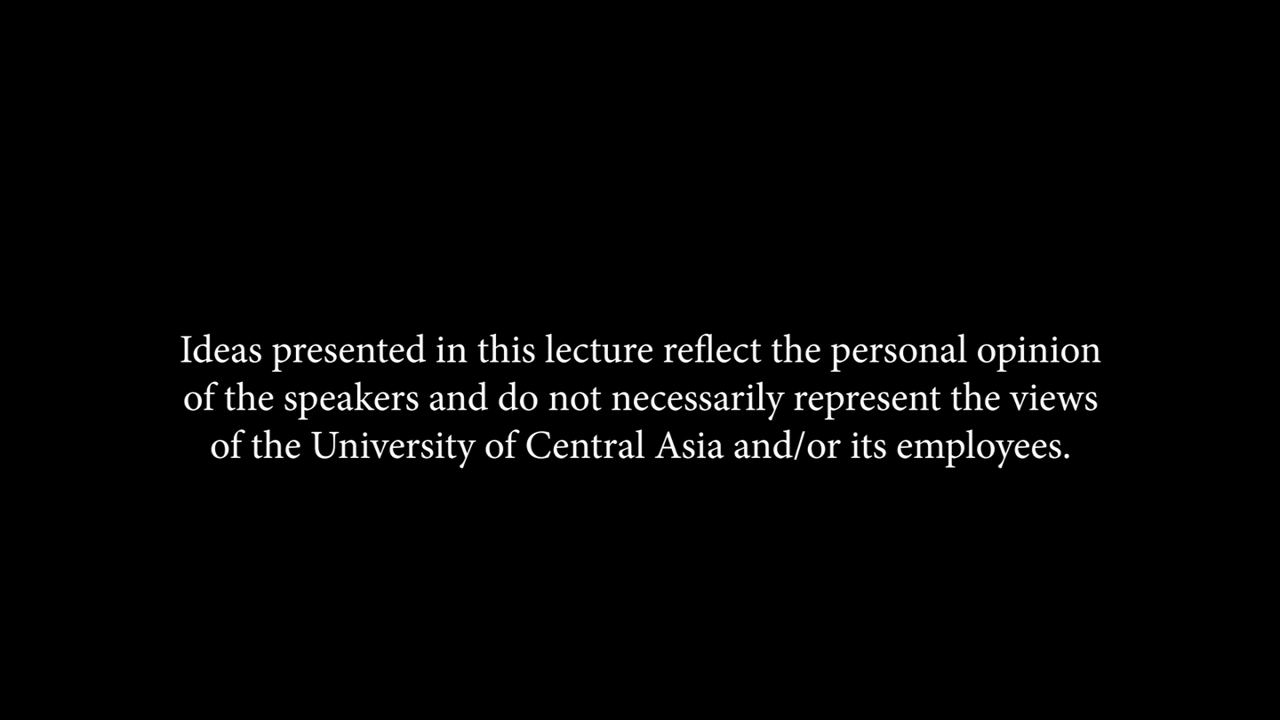 Ideas presented in this lecture reflect the personal opinion
of the speakers and do not necessarily represent the views
of the University of Central Asia and/or its employees.